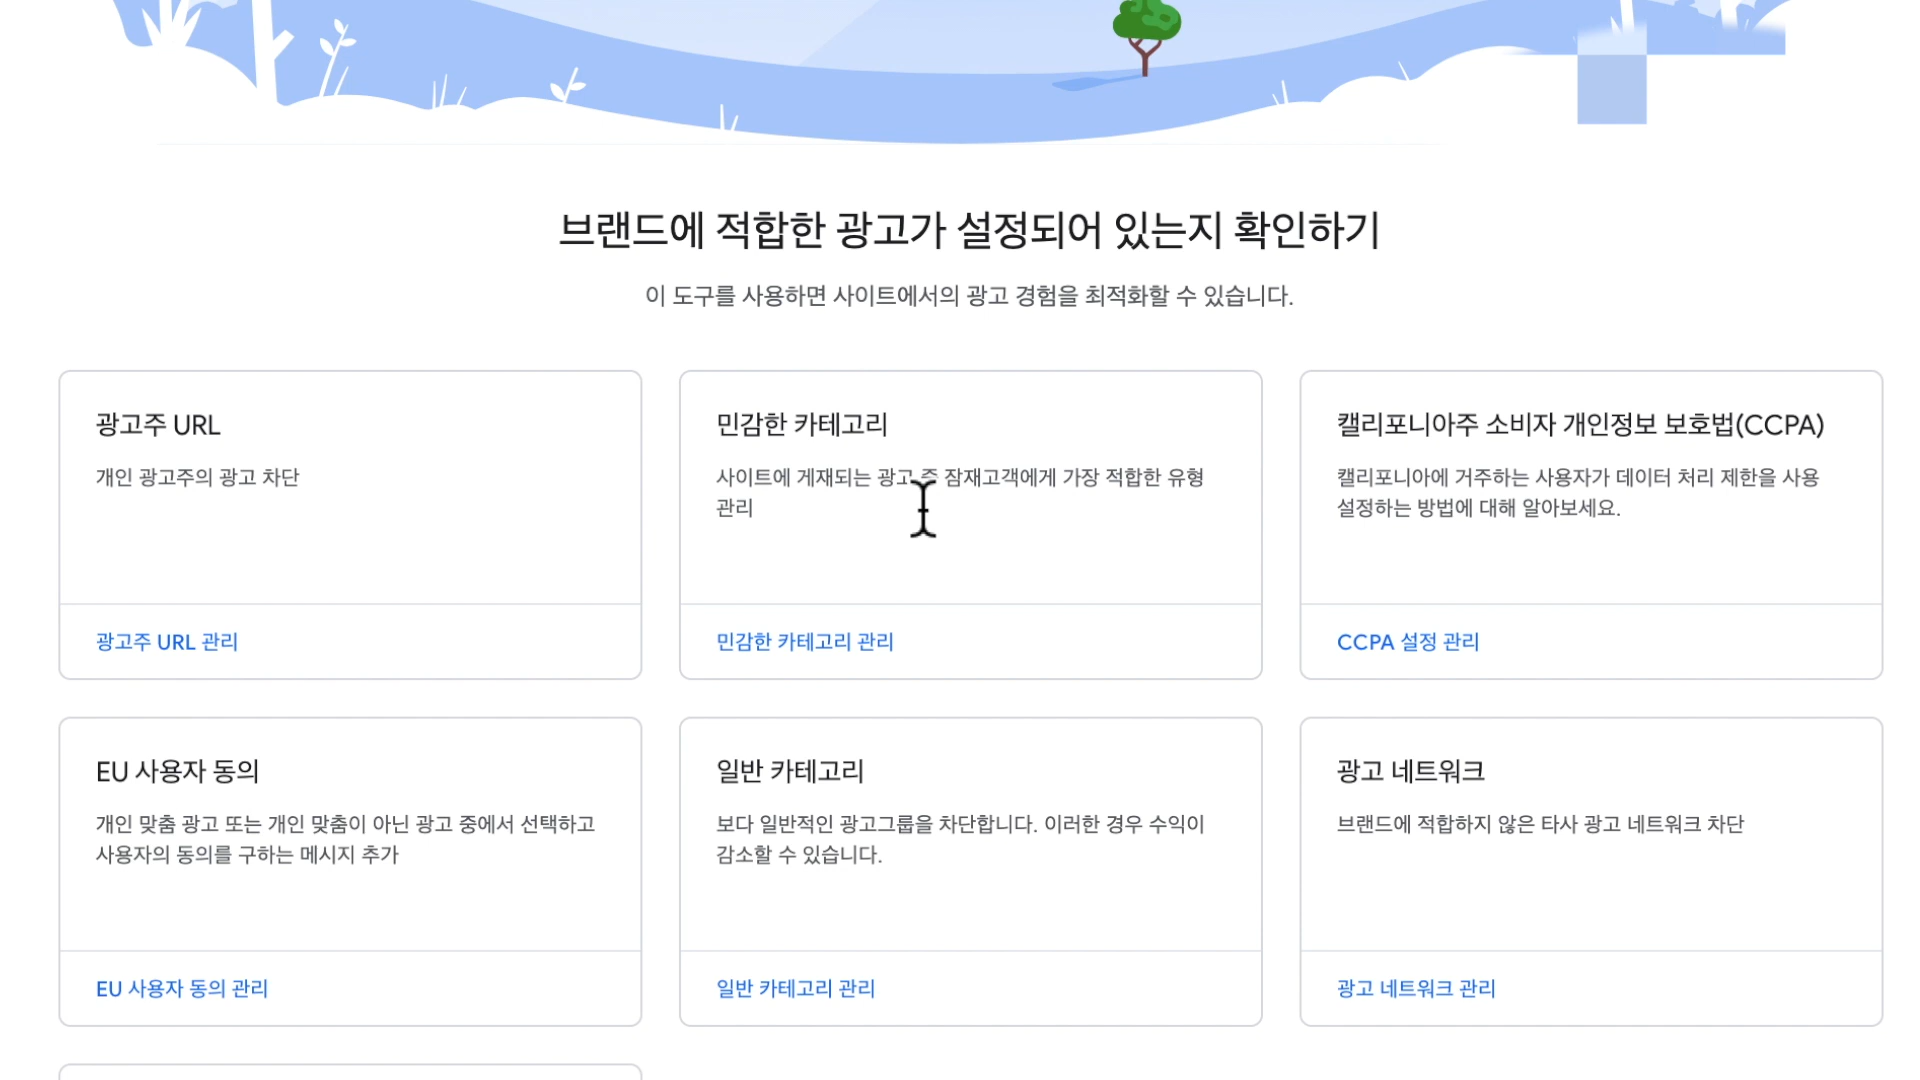 브랜드에 적합한 광고가 설정되어 있는지 확인하기
이 도구를 사용하면 사이트에서의 광고 경험을 최적화할 수 있습니다.
광고주 URL
개인 광고주의 광고 차단
광고주 URL 관리
민감한 카테고리
사이트에 게재되는 광고 중 잠재고객에게 가장 적합한 유형
관리
민감한 카테고리 관리
캘리포니아주 소비자 개인정보 보호법(CCPA)
캘리포니아에 거주하는 사용자가 데이터 처리 제한을 사용
설정하는 방법에 대해 알아보세요.
CCPA 설정 관리
EU 사용자 동의
개인 맞춤 광고 또는 개인 맞춤이 아닌 광고 중에서 선택하고
사용자의 동의를 구하는 메시지 추가
EU 사용자 동의 관리
일반 카테고리
보다 일반적인 광고그룹을 차단합니다. 이러한 경우 수익이
감소할 수 있습니다.
일반 카테고리 관리
광고 네트워크
브랜드에 적합하지 않은 타사 광고 네트워크 차단
광고 네트워크 관리